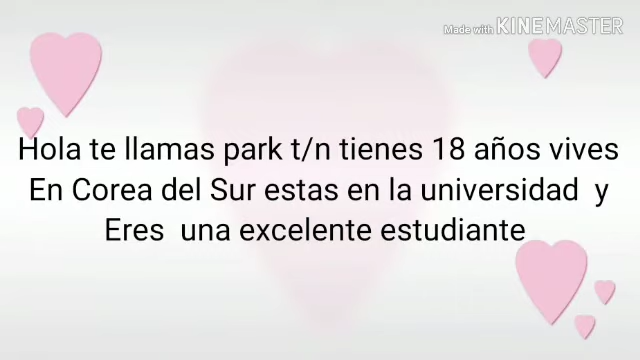 Made with KINEMASTER
Hola te llamas park t/n tienes 18 años vives
En Corea del Sur estas en la universidad y
Eres una excelente estudiante